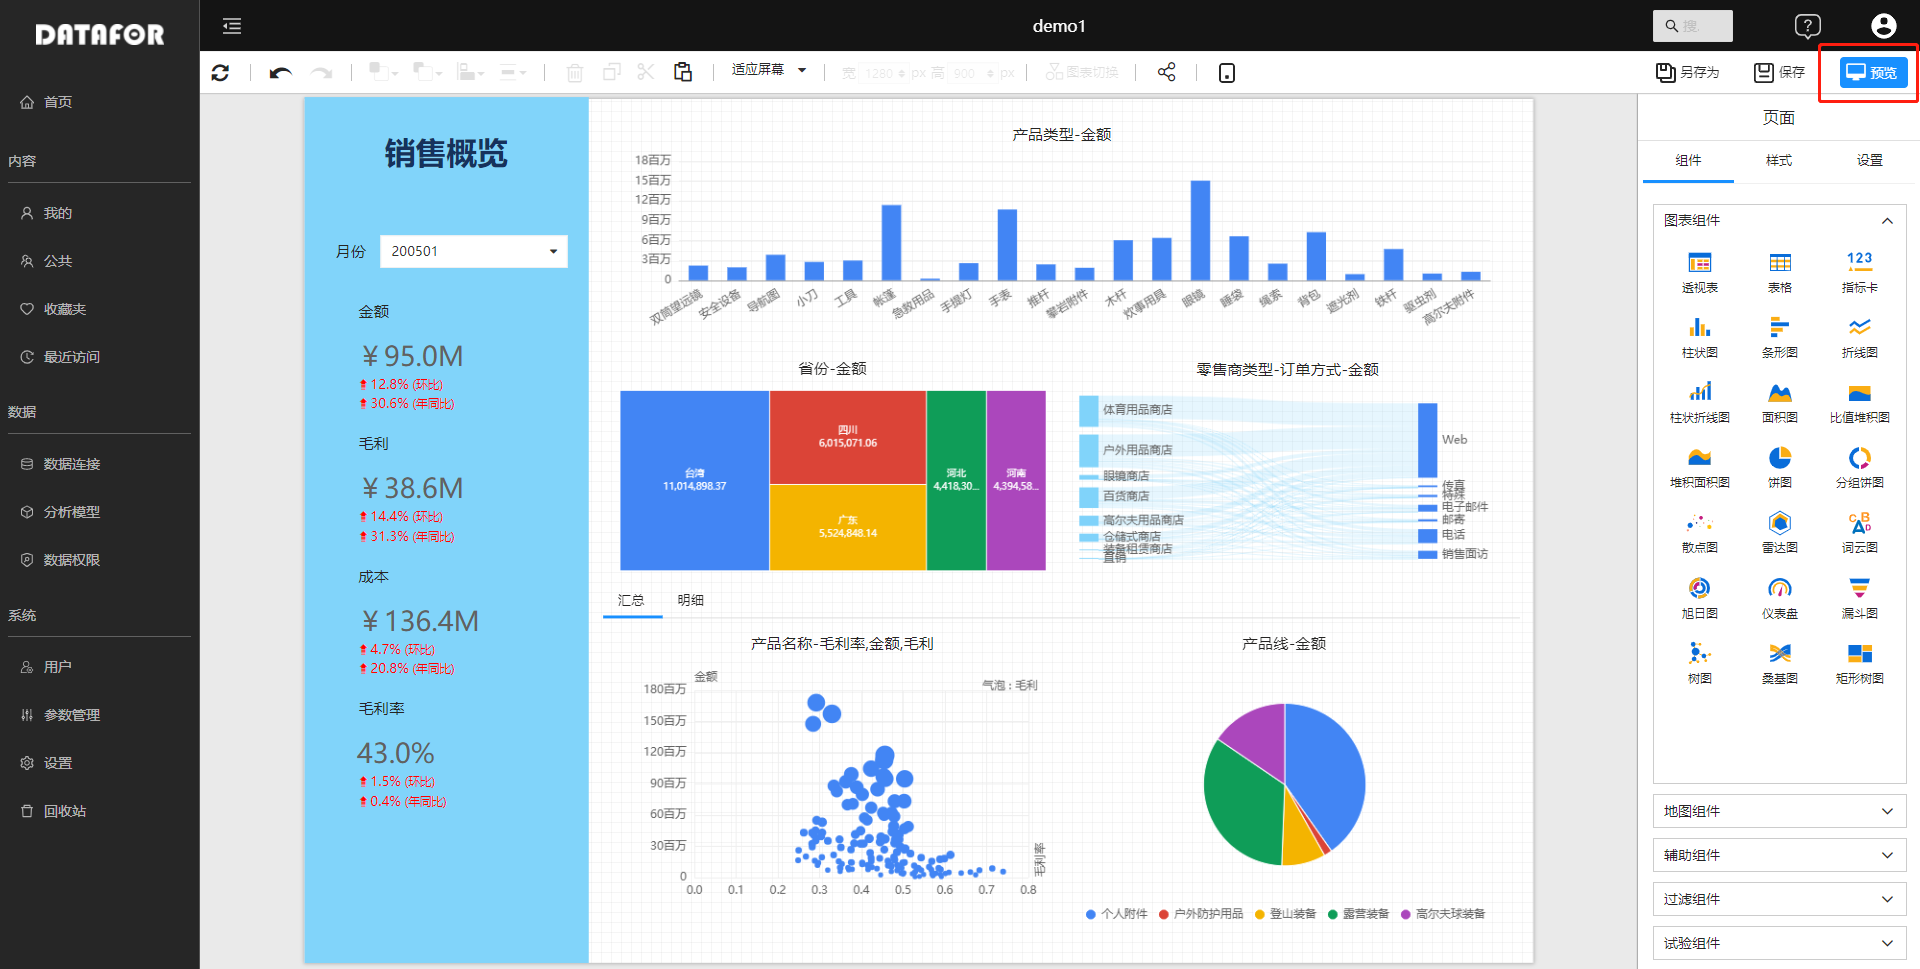 DATAFOR
demo1
搜.
适应屏幕
宽 1280 px 高 900 px
图表切换
另存为
保存
预览
首页
内容
我的
公共
收藏夹
最近访问
数据
数据连接
分析模型
数据权限
系统
用户
参数管理
设置
回收站
销售概览
月份
200501
金额
￥95.0M
12.8% (环比)
30.6% (年同比)
毛利
￥38.6M
14.4% (环比)
31.3% (年同比)
成本
￥136.4M
4.7% (环比)
20.8% (年同比)
毛利率
43.0%
1.5% (环比)
0.4% (年同比)
产品类型-金额
18百万
15百万
12百万
9百万
6百万
3百万
0
双筒望远镜
安全设备
导航图
小刀
工具
帐篷
急救用品
手提灯
手表
推杆
攀岩附件
木杆
炊事用具
眼镜
睡袋
绳索
背包
遮光剂
铁杆
驱虫剂
高尔夫附件
省份-金额
台湾
11,014,898.37
四川
6,015,071.06
广东
5,524,848.14
河北
4,418,30...
河南
4,394,58...
零售商类型-订单方式-金额
体育用品商店
户外用品商店
眼镜商店
百货商店
高尔夫用品商店
仓储式商店
装备租赁商店
直销
Web
传真
特殊
电子邮件
邮寄
电话
销售面访
汇总
明细
产品名称-毛利率,金额,毛利
金额
气泡 : 毛利
180百万
150百万
120百万
90百万
60百万
30百万
0
0.0
0.1
0.2
0.3
0.4
0.5
0.6
0.7
0.8
毛利率
产品线-金额
个人附件
户外防护用品
登山装备
露营装备
高尔夫球装备
页面
组件
样式
设置
图表组件
透视表
表格
123
指标卡
柱状图
条形图
折线图
柱状折线图
面积图
比值堆积图
堆积面积图
饼图
分组饼图
散点图
雷达图
词云图
旭日图
仪表盘
漏斗图
树图
桑基图
矩形树图
地图组件
辅助组件
过滤组件
试验组件